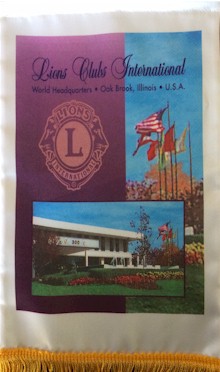 Lions Clubs International
World Headquarters • Oak Brook, Illinois • U.S.A.
LIONS
L
INTERNATIONAL